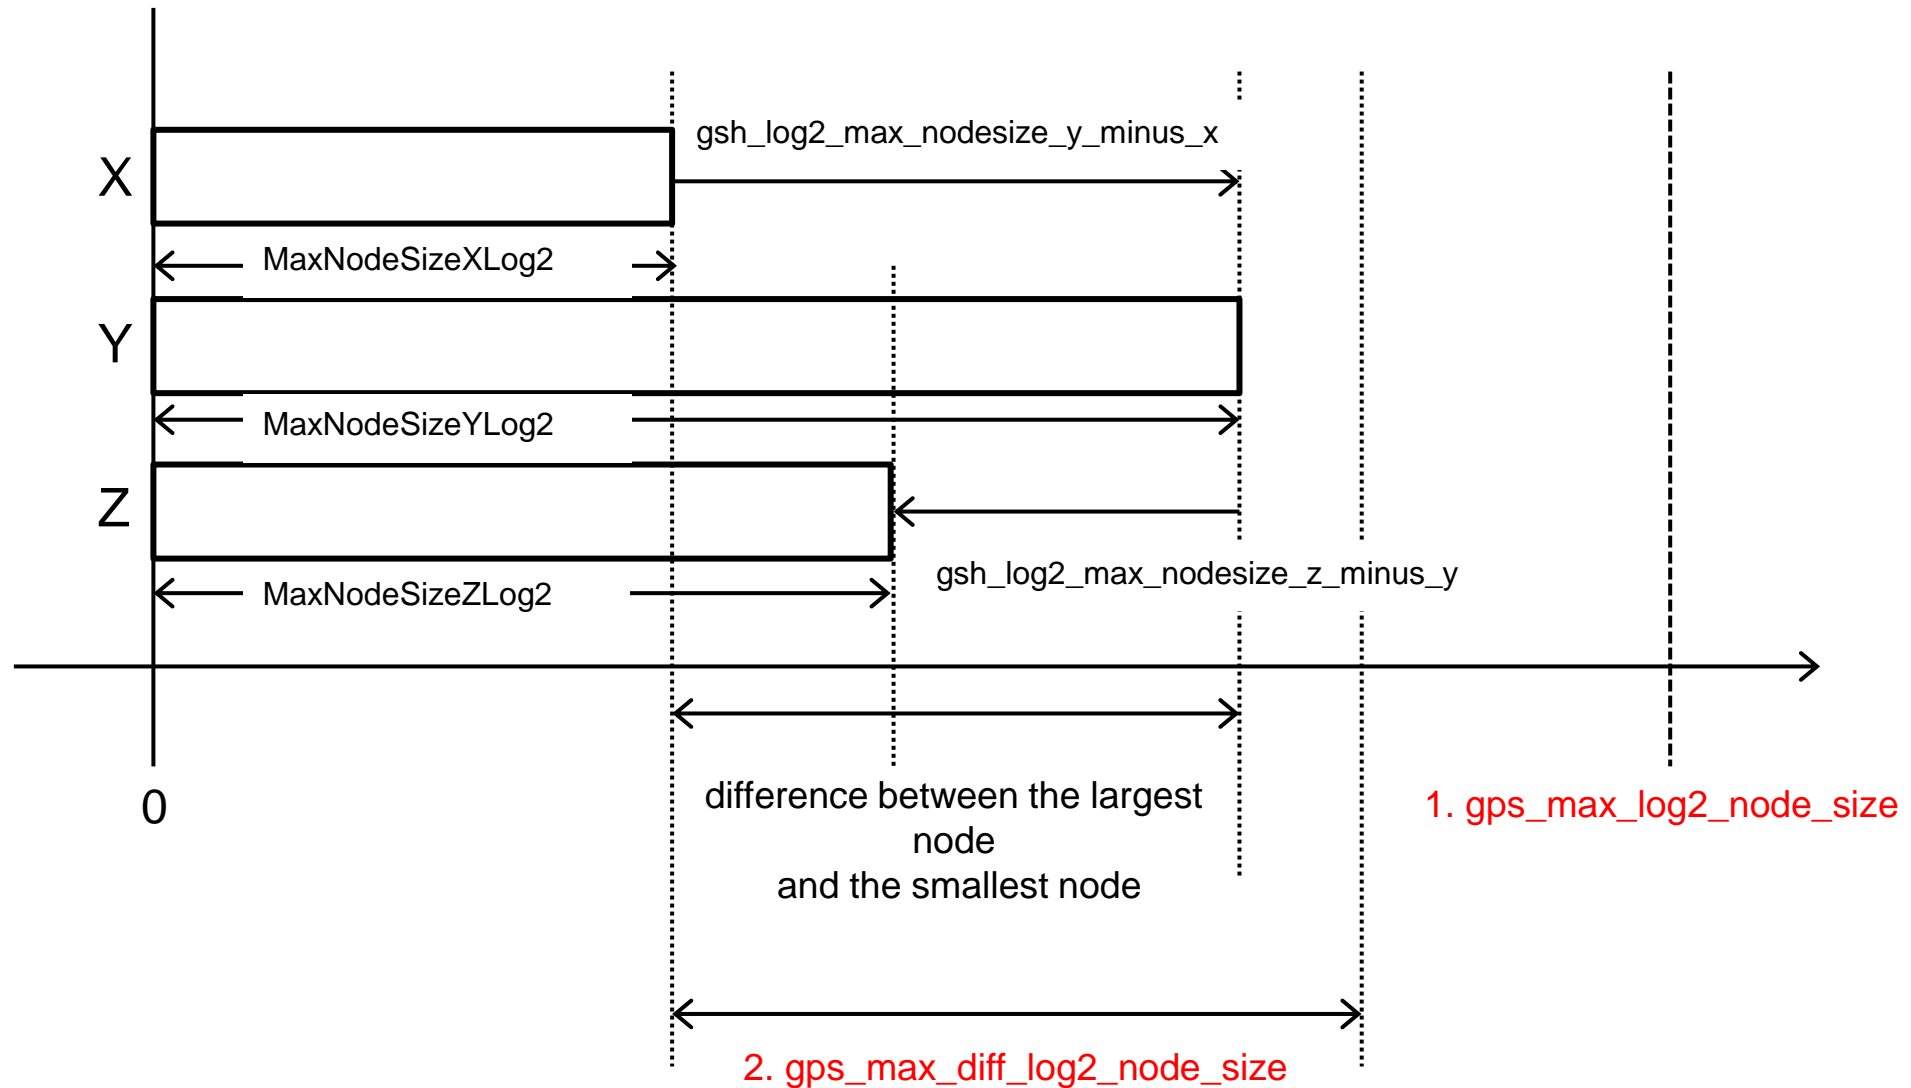 gsh_log2_max_nodesize_y_minus_x
X
MaxNodeSizeXLog2
Y
MaxNodeSizeYLog2
Z
gsh_log2_max_nodesize_z_minus_y
MaxNodeSizeZLog2
0
difference between the largest
node
and the smallest node
1. gps_max_log2_node_size
2. gps_max_diff_log2_node_size